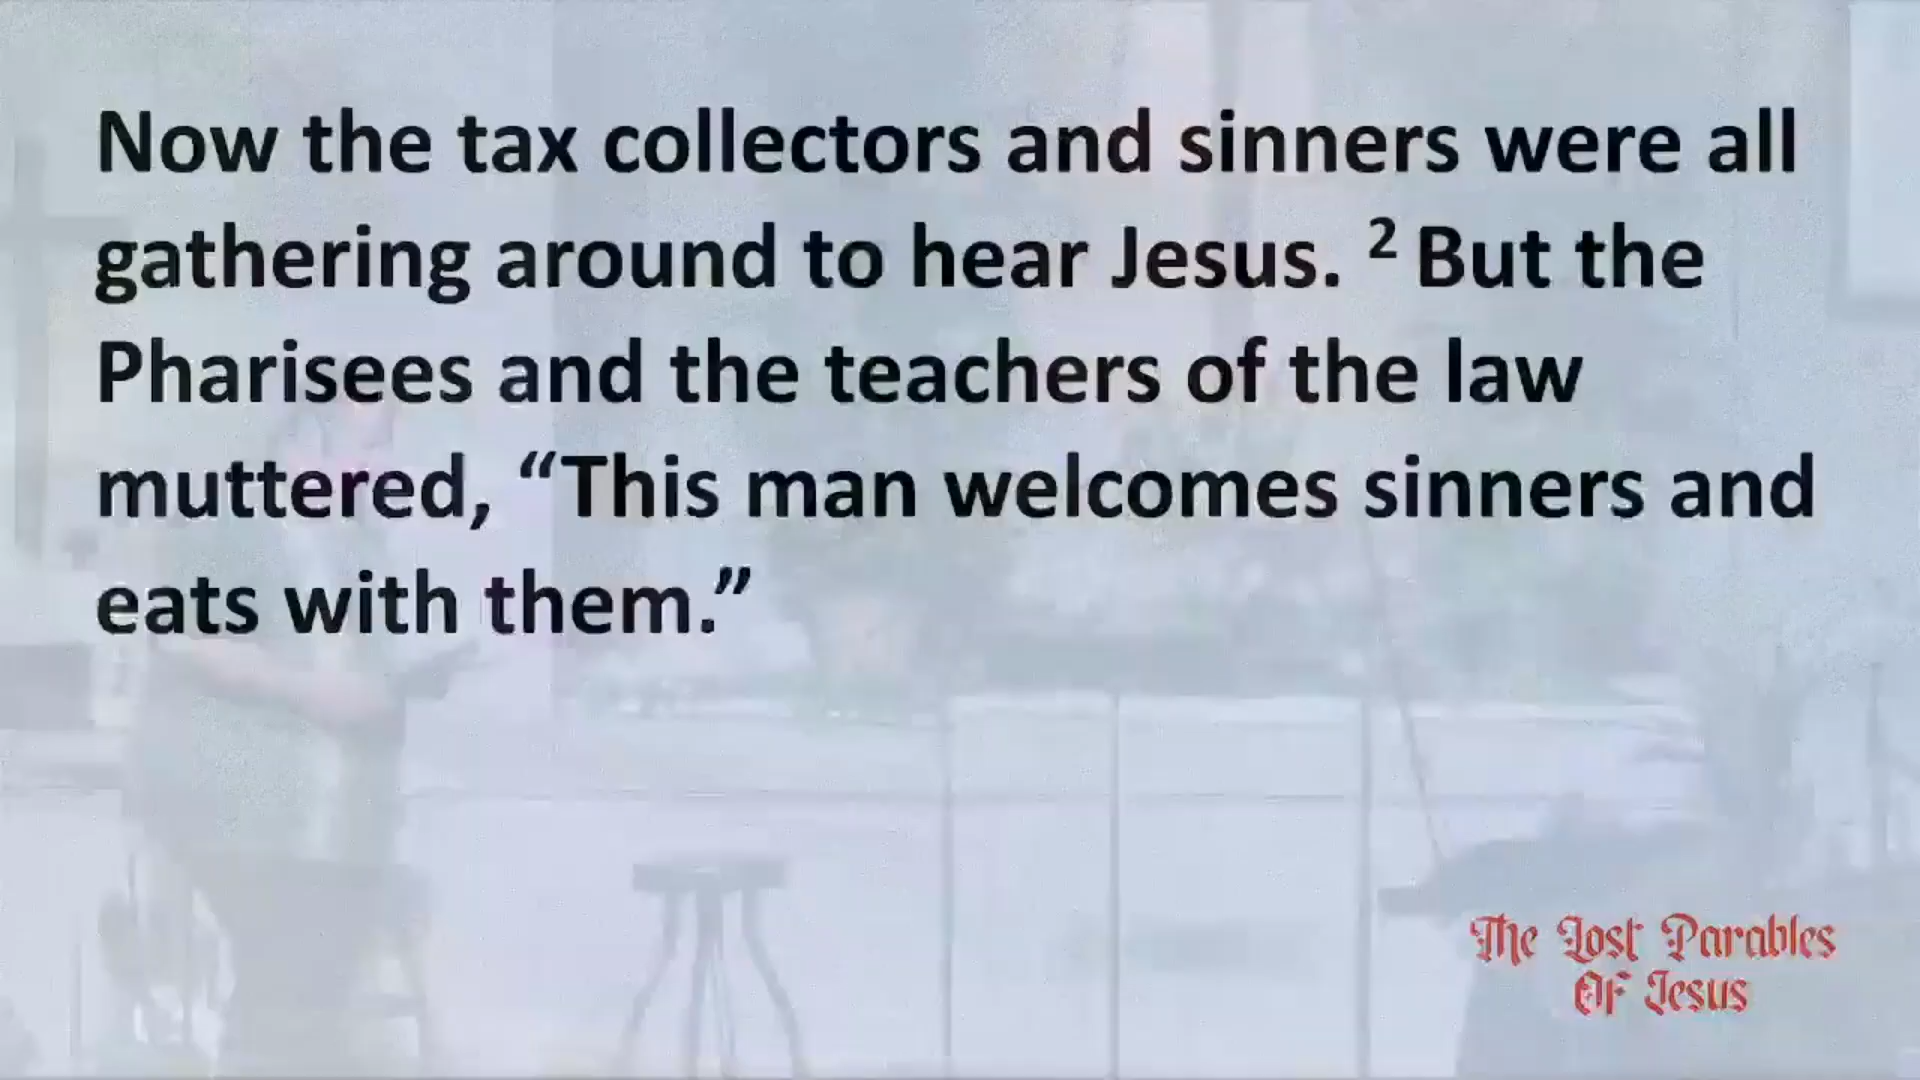 Now the tax collectors and sinners were all
gathering around to hear Jesus. ² But the
Pharisees and the teachers of the law
muttered, “This man welcomes sinners and
eats with them.”
The Lost Parables
Of Jesus